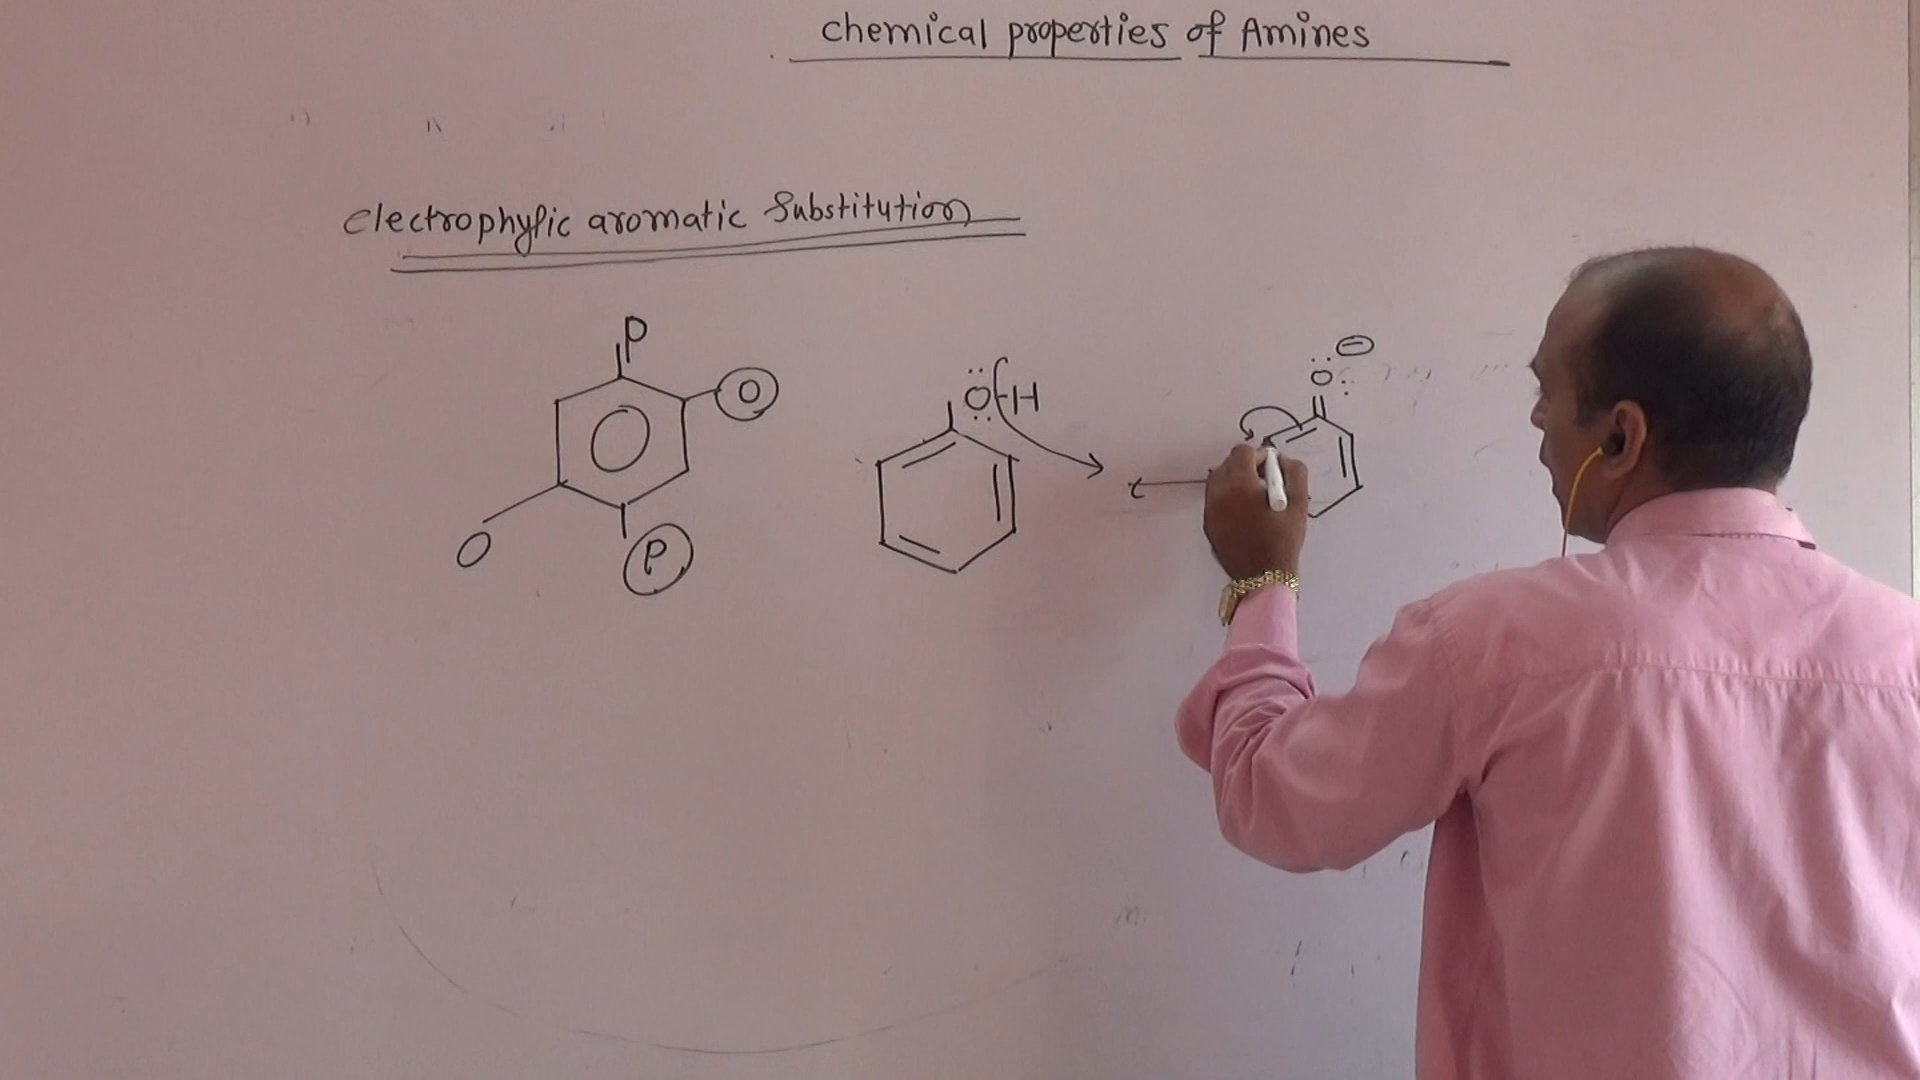 chemical properties of Amines
electrophylic aromatic Substitution
P
O
O
P
OH
O